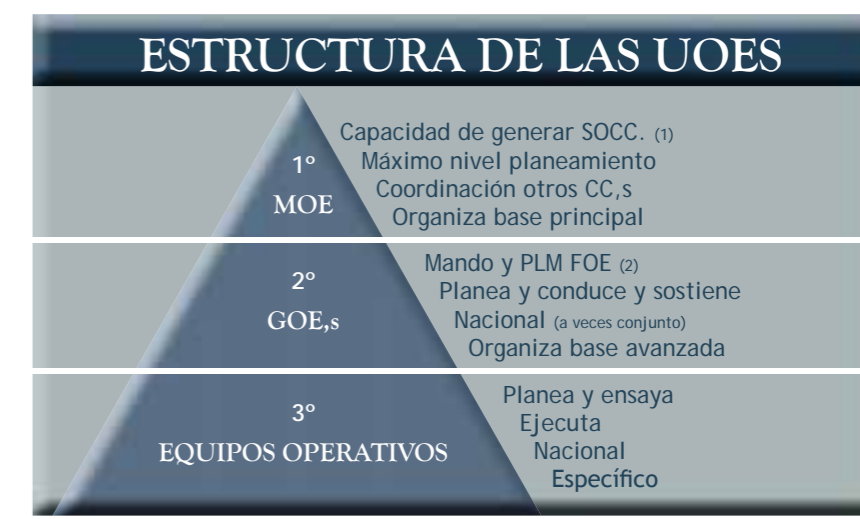 ESTRUCTURA DE LAS UOES
1º
MOE
Capacidad de generar SOCC. (1)
Máximo nivel planeamiento
Coordinación otros CC,s
Organiza base principal
2º
GOE,s
Mando y PLM FOE (2)
Planea y conduce y sostiene
Nacional (a veces conjunto)
Organiza base avanzada
3º
EQUIPOS OPERATIVOS
Planea y ensaya
Ejecuta
Nacional
Específico